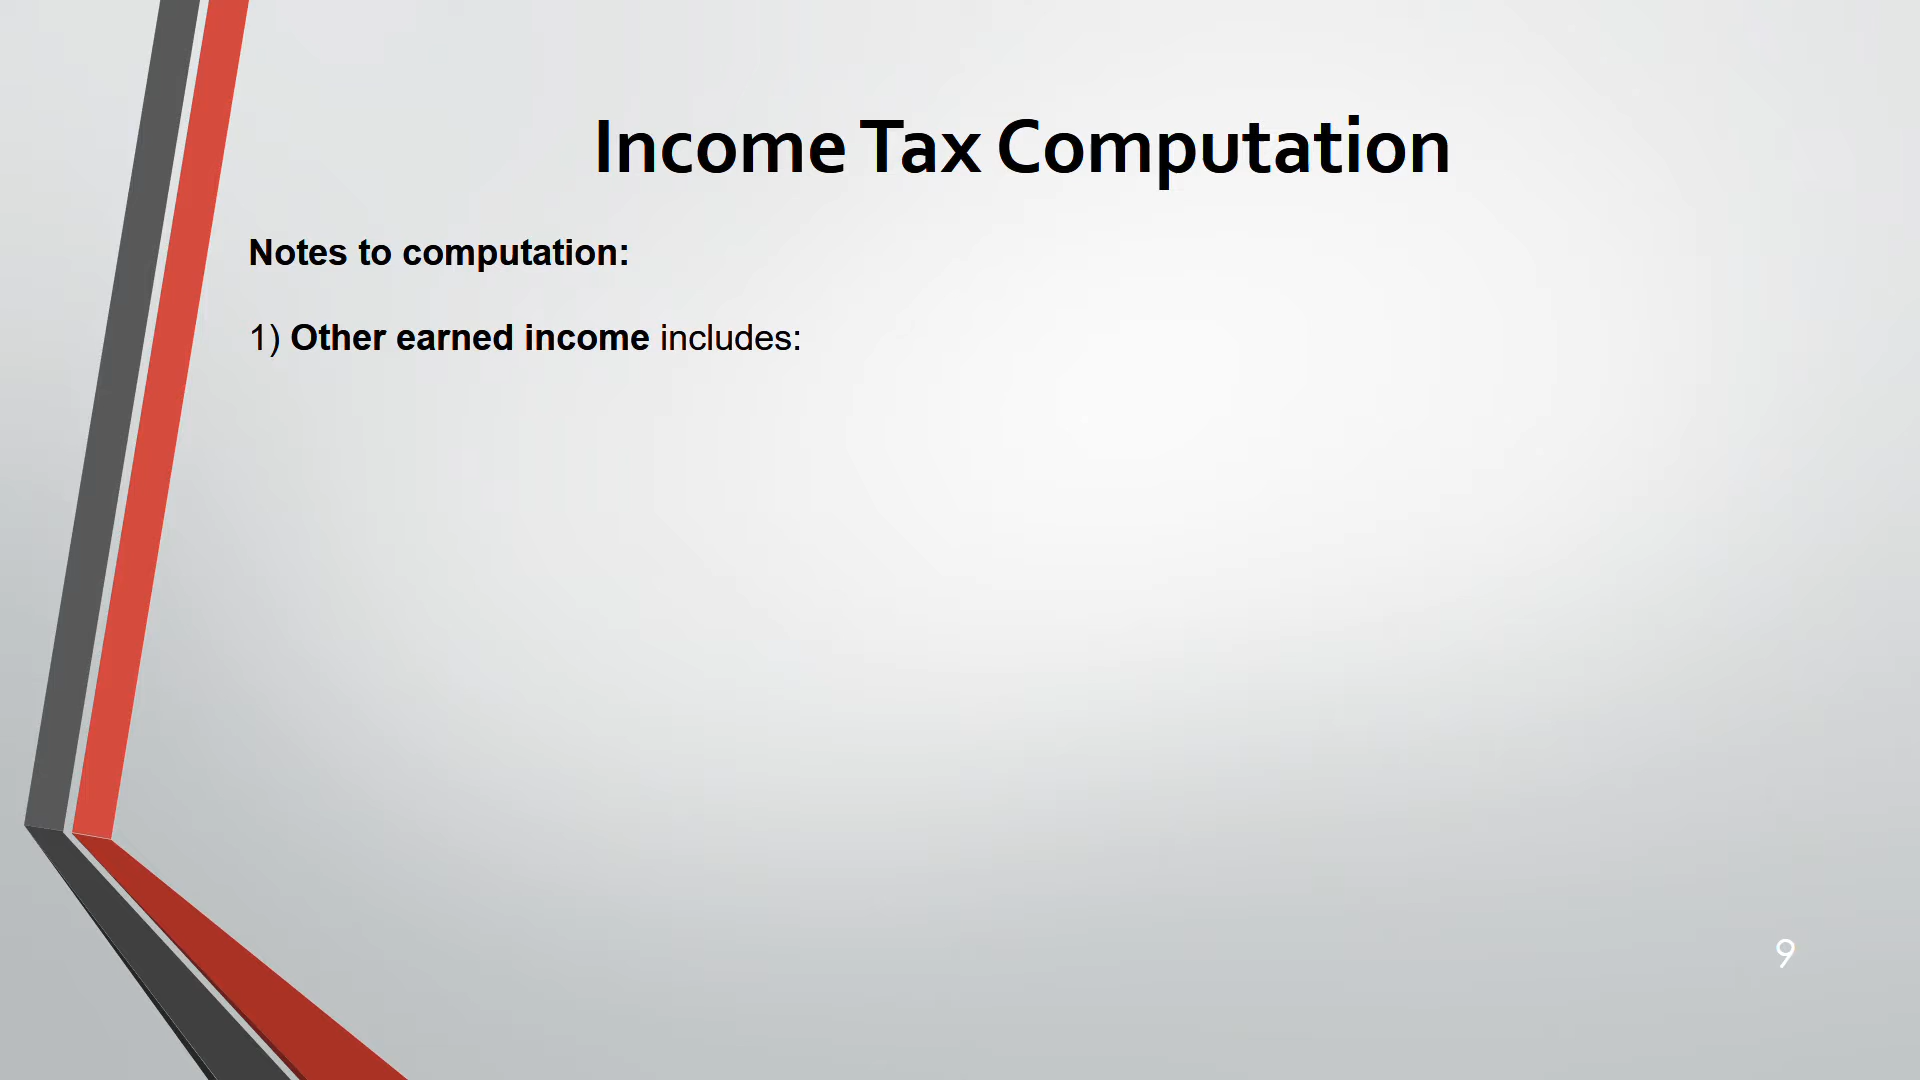 Income Tax Computation
Notes to computation:
1) Other earned income includes:
9